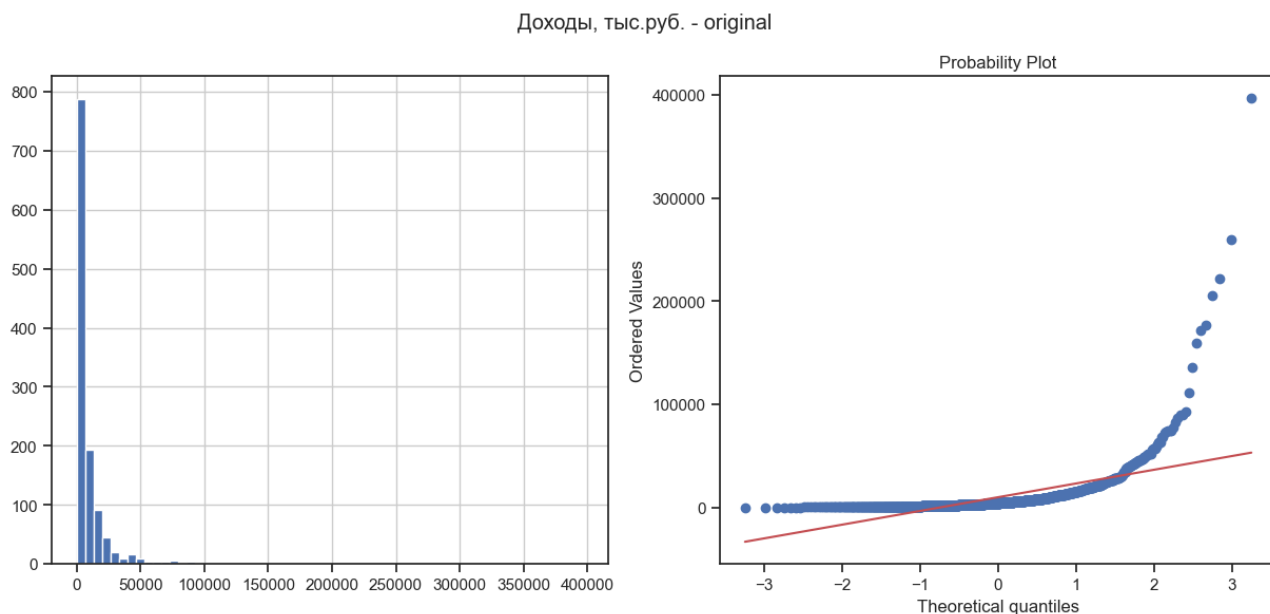 Доходы, тыс.руб. - original
800
700
600
500
400
300
200
100
0
0 50000 100000 150000 200000 250000 300000 350000 400000
Probability Plot
Ordered Values
400000
300000
200000
100000
0
−3 −2 −1 0 1 2 3
Theoretical quantiles